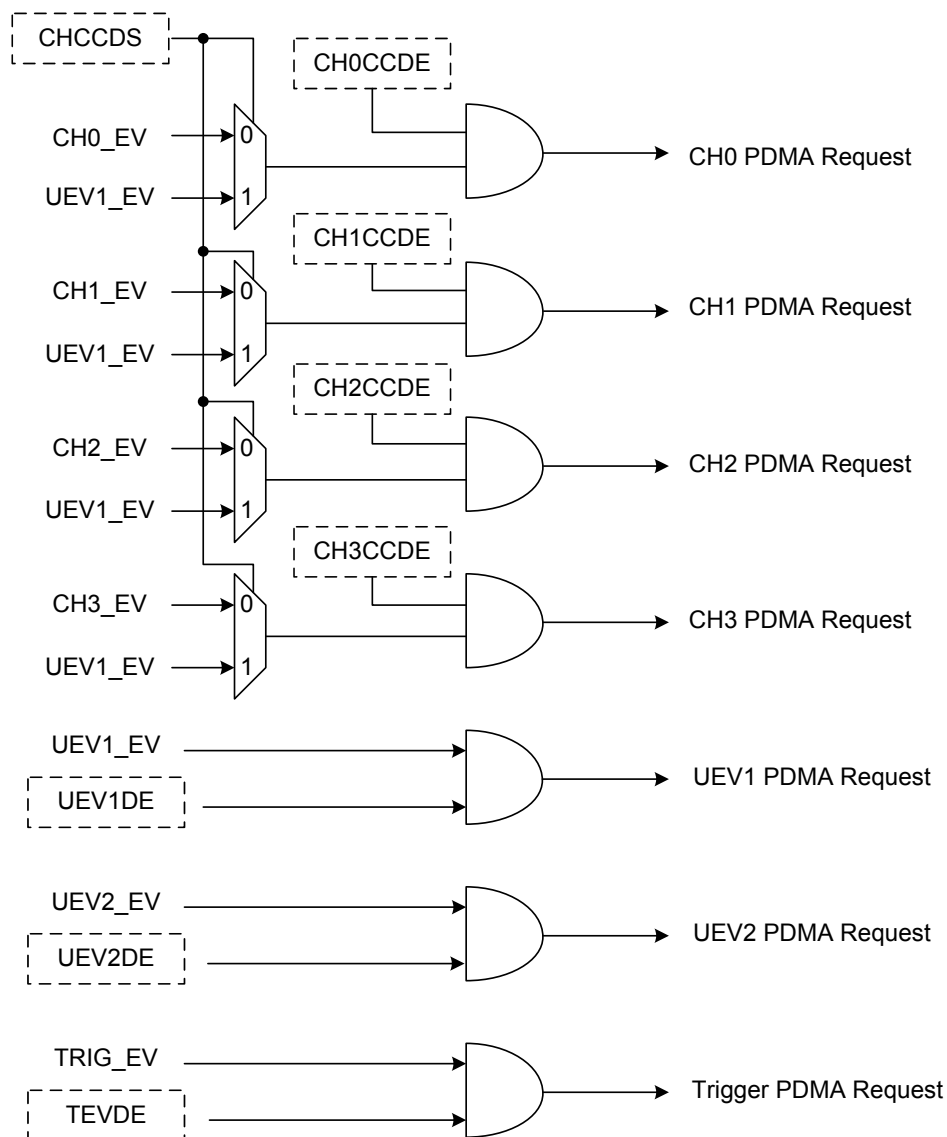 CHCCDS
CH0CCDE
CH0_EV
0
CH0 PDMA Request
UEV1_EV
1
CH1CCDE
CH1_EV
0
CH1 PDMA Request
UEV1_EV
1
CH2CCDE
CH2_EV
0
CH2 PDMA Request
UEV1_EV
1
CH3CCDE
CH3_EV
0
CH3 PDMA Request
UEV1_EV
1
UEV1_EV
UEV1 PDMA Request
UEV1DE
UEV2_EV
UEV2 PDMA Request
UEV2DE
TRIG_EV
Trigger PDMA Request
TEVDE